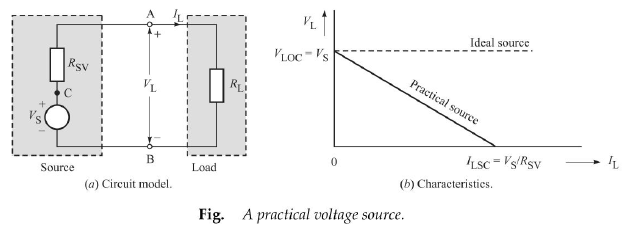 A
I_L
+
R_SV
C
V_L
R_L
+
V_S
−
−
B
Source
Load
(a) Circuit model.
V_L
V_LOC = V_S
Ideal source
Practical source
0
I_LSC = V_S/R_SV
I_L
(b) Characteristics.
Fig. A practical voltage source.